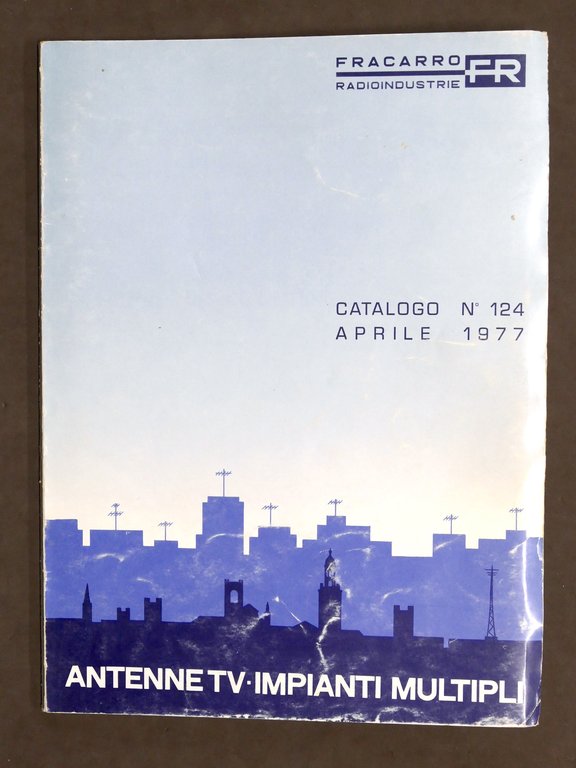 FRACARRO
RADIOINDUSTRIE
FR
CATALOGO N° 124
APRILE 1977
ANTENNE TV·IMPIANTI MULTIPLI